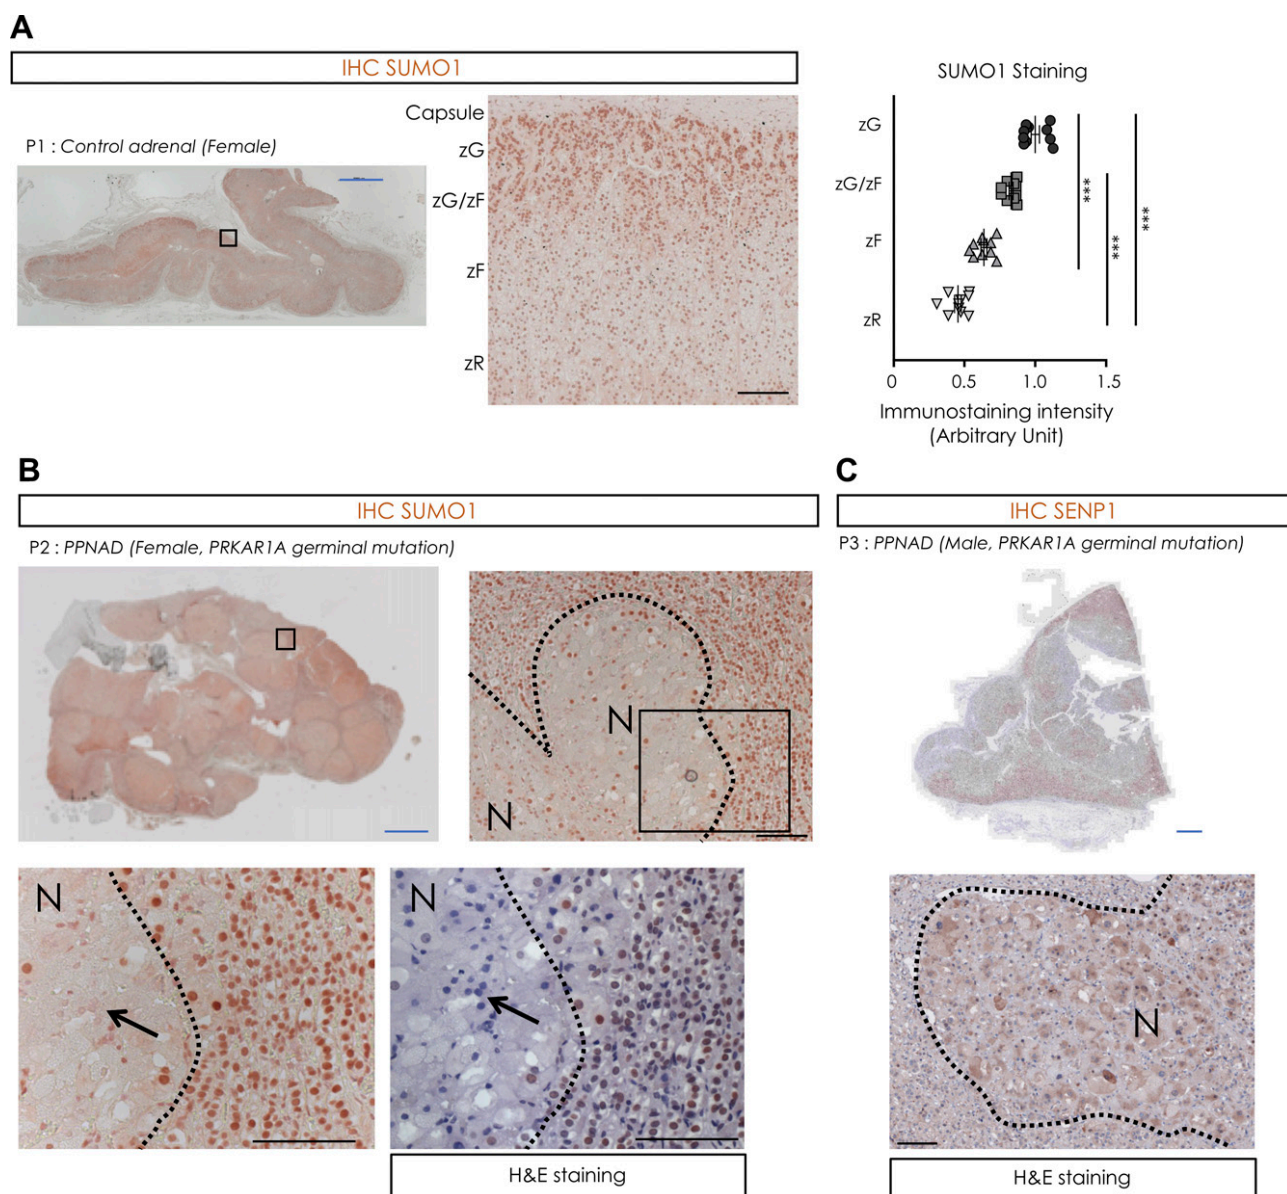 A
IHC SUMO1
P1 : Control adrenal (Female)
Capsule
zG
zG/zF
zF
zR
SUMO1 Staining
zG
zG/zF
zF
zR
***
***
***
0
0.5
1.0
1.5
Immunostaining intensity
(Arbitrary Unit)
B
IHC SUMO1
P2 : PPNAD (Female, PRKAR1A germinal mutation)
N
N
N
N
H&E staining
C
IHC SENP1
P3 : PPNAD (Male, PRKAR1A germinal mutation)
N
H&E staining